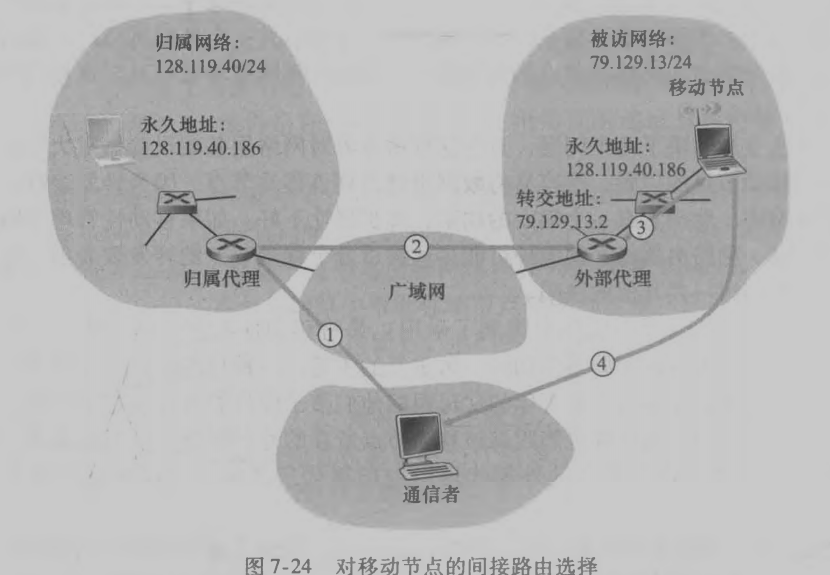 归属网络：
128.119.40/24
被访网络：
79.129.13/24
移动节点
永久地址：
128.119.40.186
永久地址：
128.119.40.186
转交地址：
79.129.13.2
③
②
归属代理
外部代理
广域网
①
④
通信者
图 7-24 对移动节点的间接路由选择